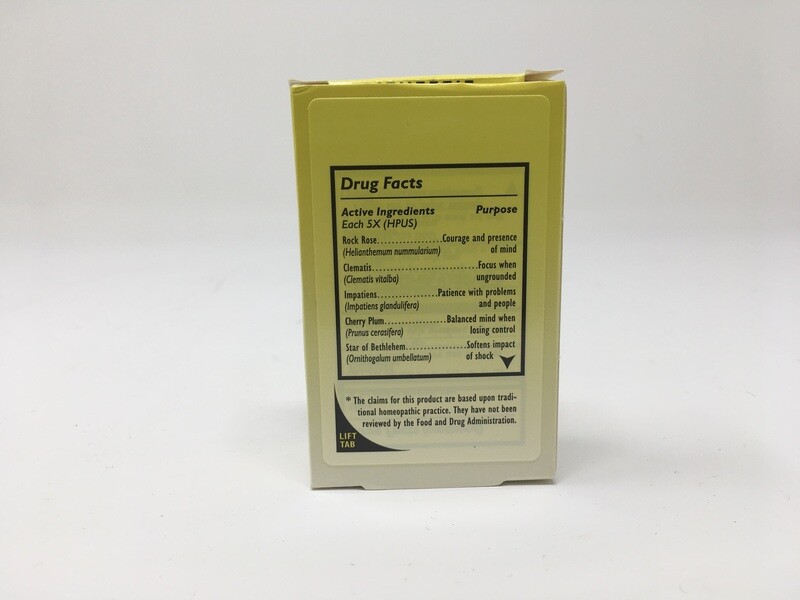 Drug Facts
Active Ingredients Purpose
Each 5X (HPUS)
Rock Rose..................Courage and presence
(Helianthemum nummularium) of mind
Clematis..............................Focus when
(Clematis vitalba) ungrounded
Impatiens.................Patience with problems
(Impatiens glandulifera) and people
Cherry Plum.................Balanced mind when
(Prunus cerasifera) losing control
Star of Bethlehem.................Softens impact
(Ornithogalum umbellatum) of shock
* The claims for this product are based upon tradi-
tional homeopathic practice. They have not been
reviewed by the Food and Drug Administration.
LIFT
TAB